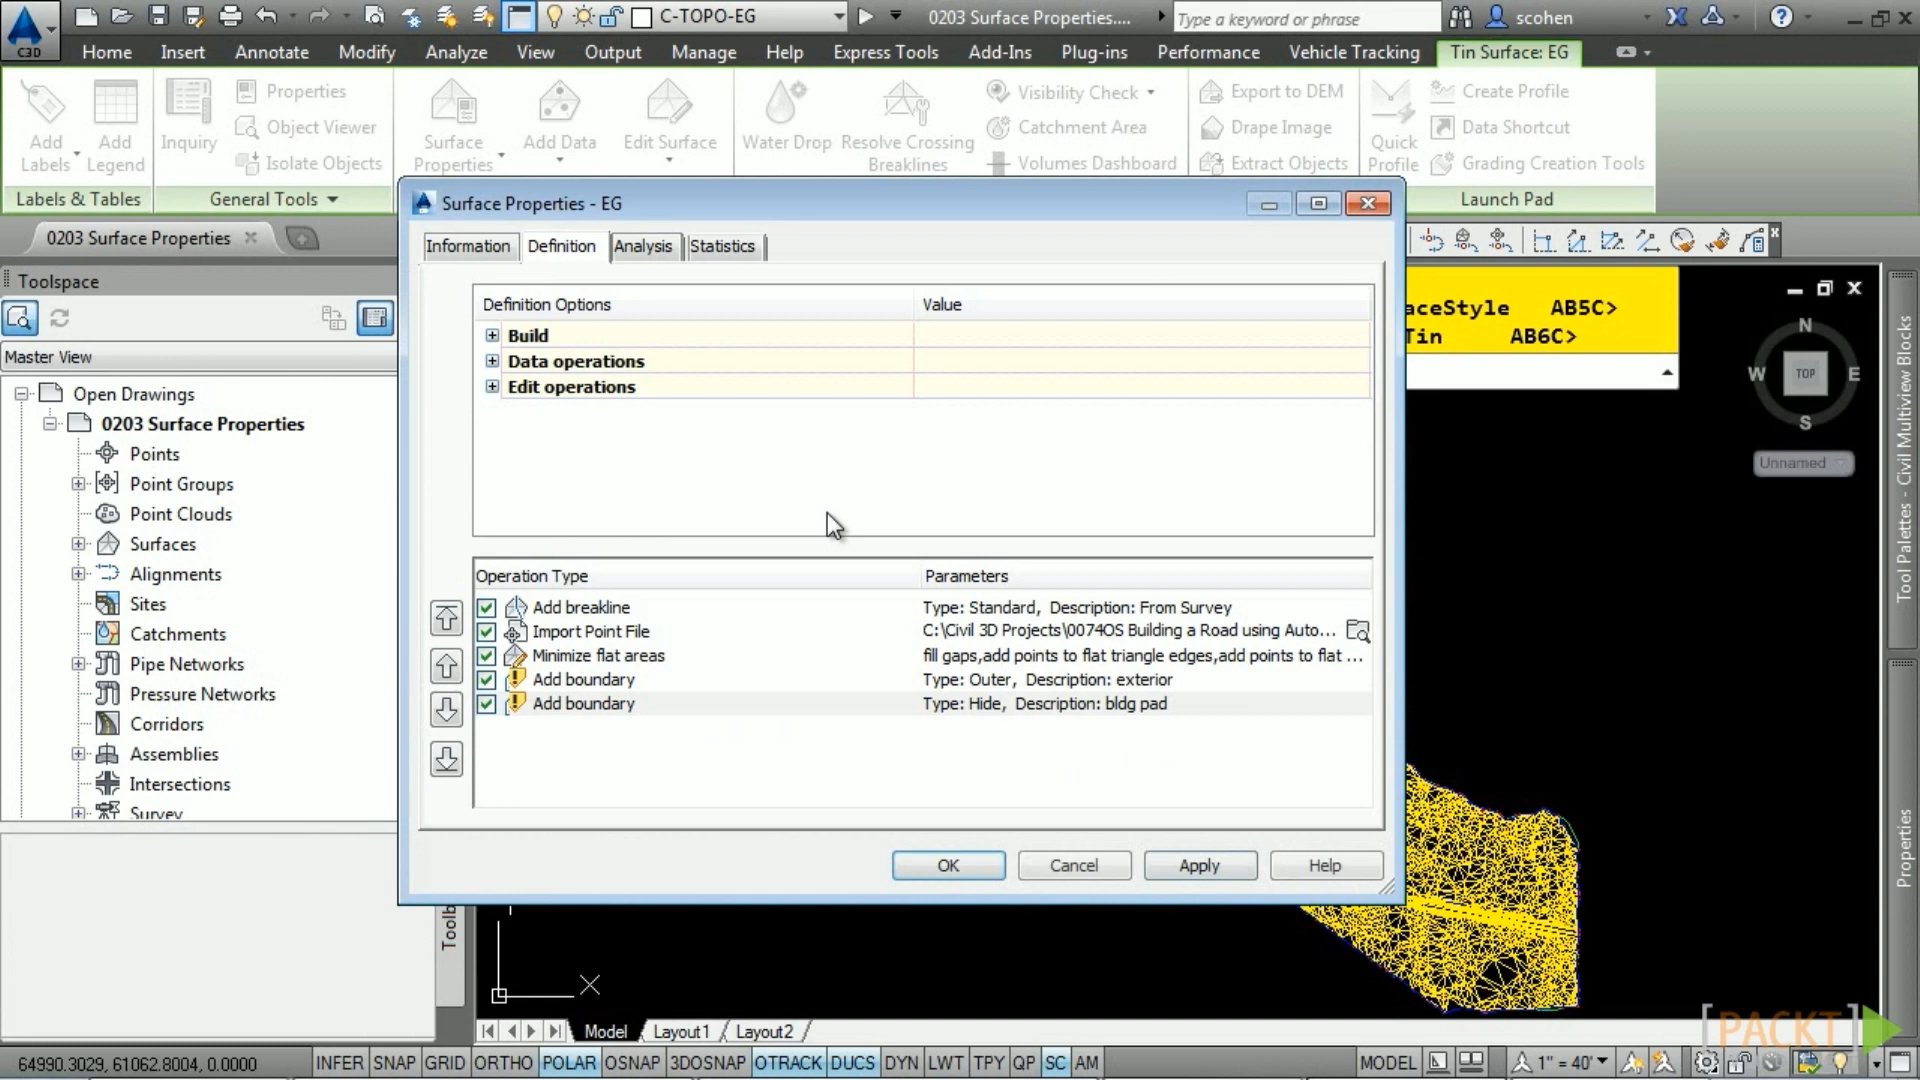 C3D
C-TOPO-EG
0203 Surface Properties....
Type a keyword or phrase
scohen
Home Insert Annotate Modify Analyze View Output Manage Help Express Tools Add-Ins Plug-ins Performance Vehicle Tracking Tin Surface: EG
Add Labels
Add Legend
Inquiry
Properties
Object Viewer
Isolate Objects
Surface Properties
Add Data
Edit Surface
Water Drop
Resolve Crossing Breaklines
Visibility Check
Catchment Area
Volumes Dashboard
Export to DEM
Drape Image
Extract Objects
Quick Profile
Create Profile
Data Shortcut
Grading Creation Tools
Labels & Tables
General Tools
Launch Pad
0203 Surface Properties
Toolspace
Master View
Open Drawings
0203 Surface Properties
Points
Point Groups
Point Clouds
Surfaces
Alignments
Sites
Catchments
Pipe Networks
Pressure Networks
Corridors
Assemblies
Intersections
Survey
Surface Properties - EG
Information Definition Analysis Statistics
Definition Options Value
Build
Data operations
Edit operations
Operation Type Parameters
Add breakline Type: Standard, Description: From Survey
Import Point File C:\Civil 3D Projects\0074OS Building a Road using Auto...
Minimize flat areas fill gaps,add points to flat triangle edges,add points to flat ...
Add boundary Type: Outer, Description: exterior
Add boundary Type: Hide, Description: bldg pad
OK Cancel Apply Help
aceStyle AB5C>
Tin AB6C>
N
W TOP E
S
Unnamed
Tool Palettes - Civil Multiview Blocks
Properties
Toolb
X
Model Layout1 Layout2
[PACKT]
64990.3029, 61062.8004, 0.0000
INFER SNAP GRID ORTHO POLAR OSNAP 3DOSNAP OTRACK DUCS DYN LWT TPY QP SC AM
MODEL
1" = 40'